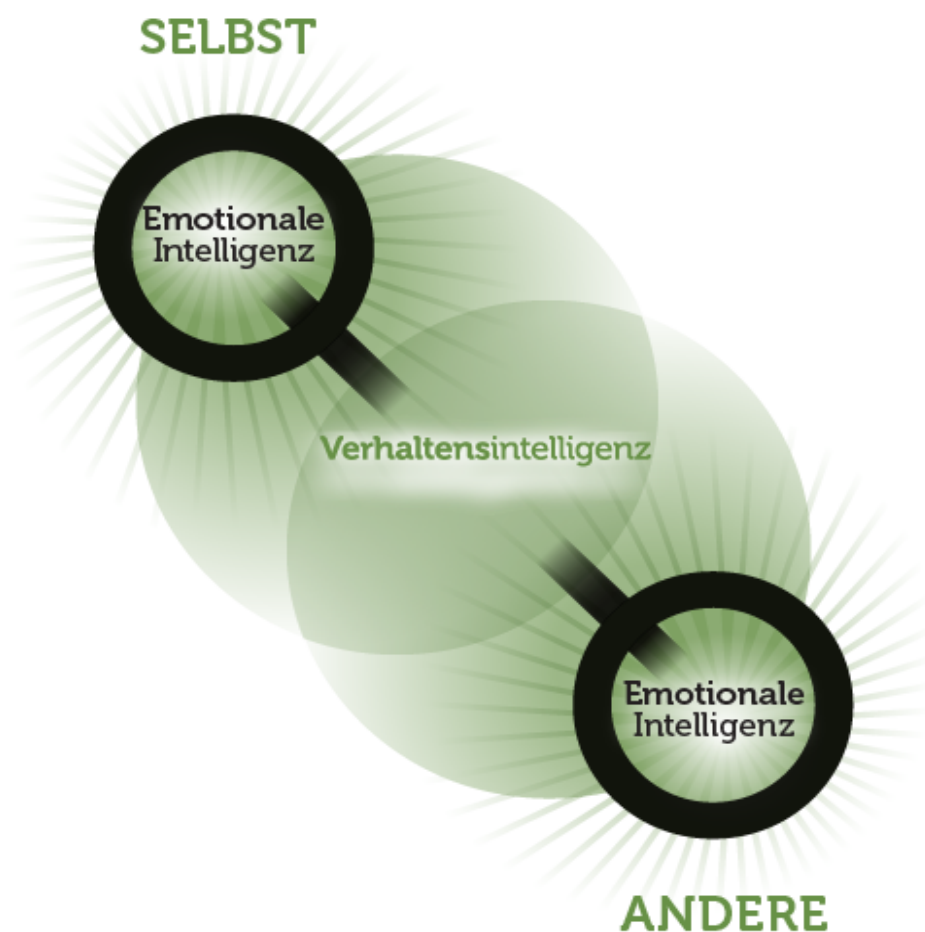 SELBST
Emotionale
Intelligenz
Verhaltensintelligenz
Emotionale
Intelligenz
ANDERE